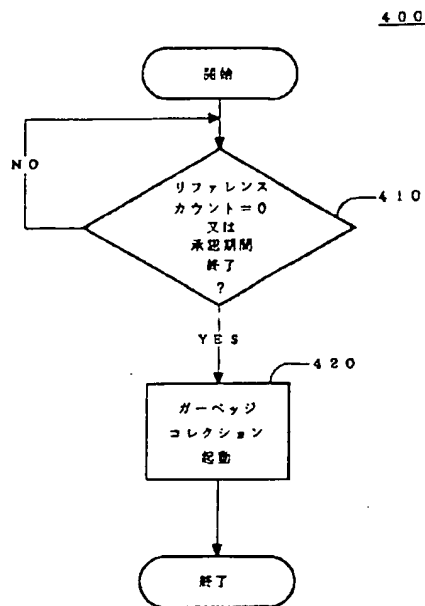 400
開始
NO
リファレンス
カウント=0
又は
承認期間
終了
?
410
YES
420
ガーベッジ
コレクション
起動
終了